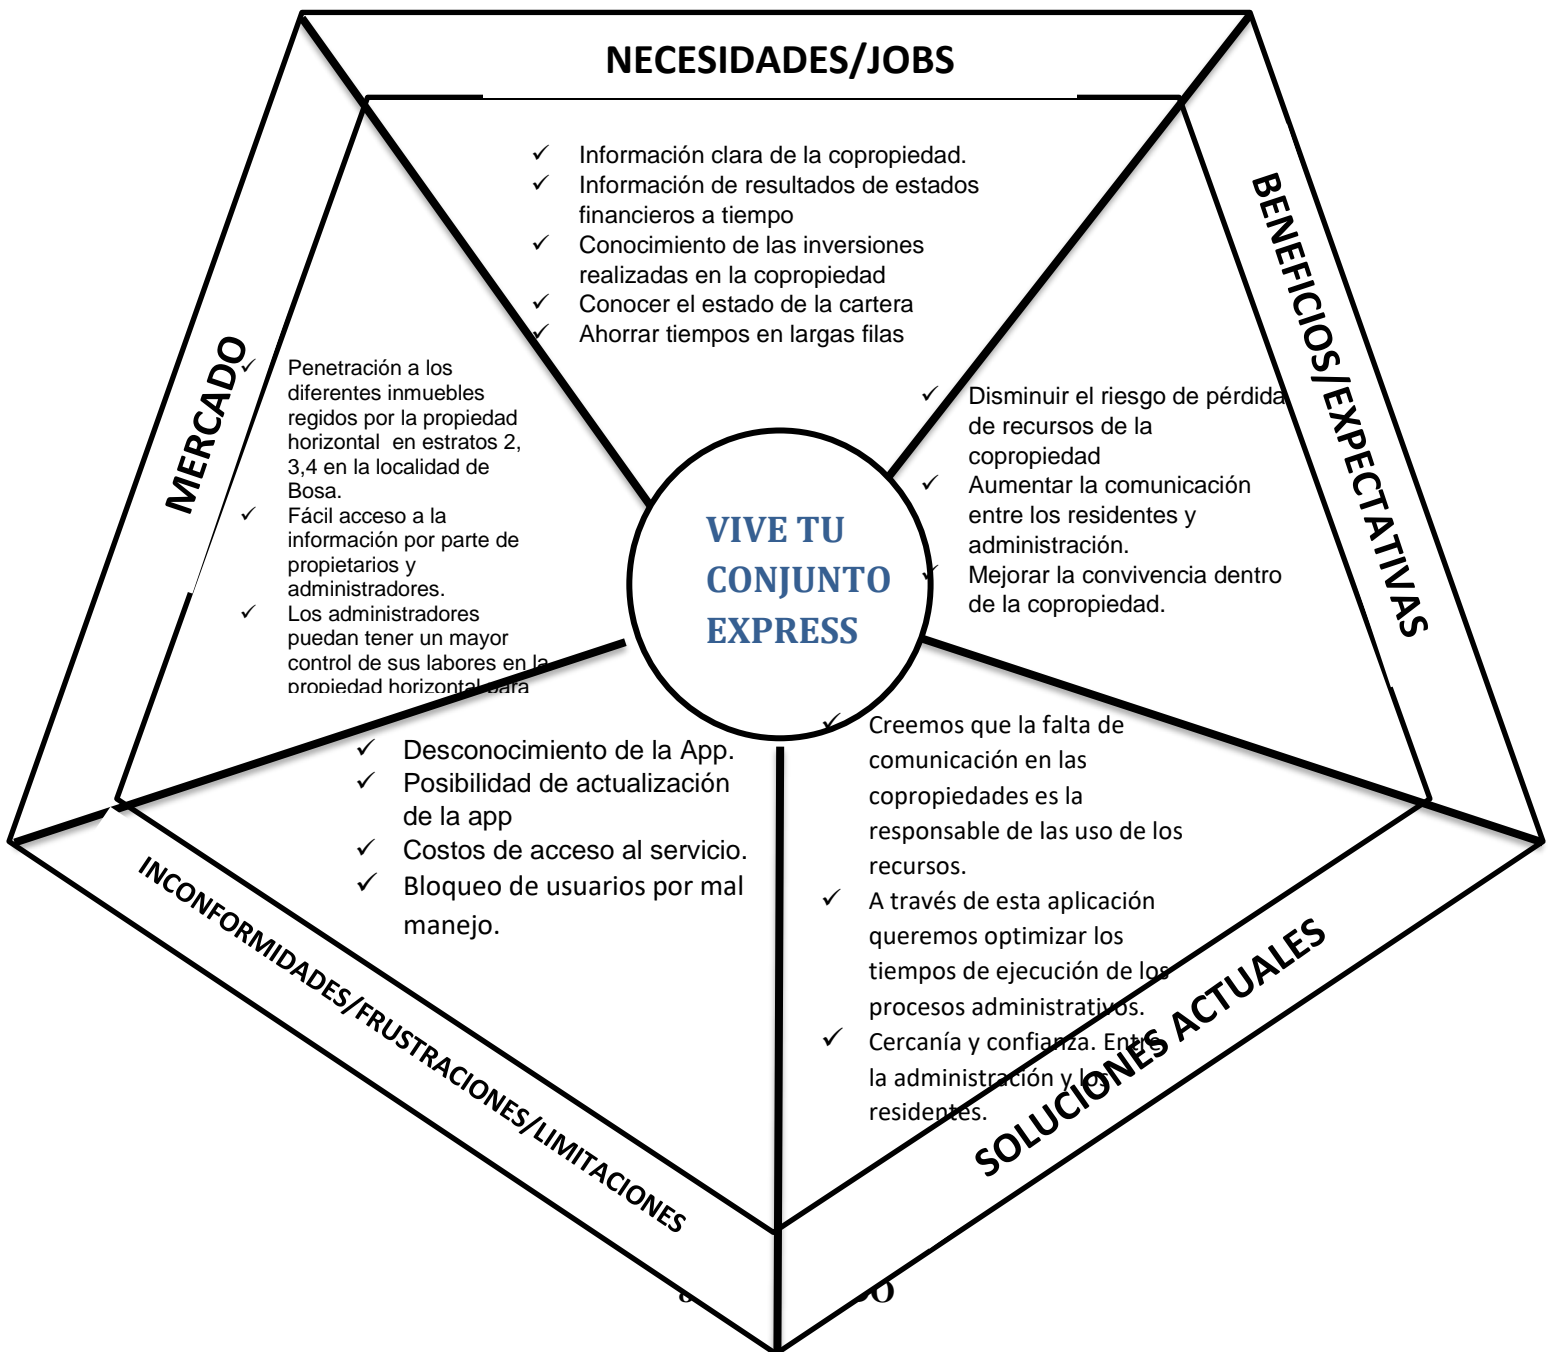 NECESIDADES/JOBS
✓ Información clara de la copropiedad.
✓ Información de resultados de estados
financieros a tiempo
✓ Conocimiento de las inversiones
realizadas en la copropiedad
✓ Conocer el estado de la cartera
✓ Ahorrar tiempos en largas filas
BENEFICIOS/EXPECTATIVAS
✓ Disminuir el riesgo de pérdida
de recursos de la
copropiedad
✓ Aumentar la comunicación
entre los residentes y
administración.
✓ Mejorar la convivencia dentro
de la copropiedad.
MERCADO
✓ Penetración a los
diferentes inmuebles
regidos por la propiedad
horizontal en estratos 2,
3,4 en la localidad de
Bosa.
✓ Fácil acceso a la
información por parte de
propietarios y
administradores.
✓ Los administradores
puedan tener un mayor
control de sus labores en la
propiedad horizontal para
VIVE TU
CONJUNTO
EXPRESS
✓ Desconocimiento de la App.
✓ Posibilidad de actualización
de la app
✓ Costos de acceso al servicio.
✓ Bloqueo de usuarios por mal
manejo.
INCONFORMIDADES/FRUSTRACIONES/LIMITACIONES
✓ Creemos que la falta de
comunicación en las
copropiedades es la
responsable de las uso de los
recursos.
✓ A través de esta aplicación
queremos optimizar los
tiempos de ejecución de los
procesos administrativos.
✓ Cercanía y confianza. Entre
la administración y los
residentes.
SOLUCIONES ACTUALES